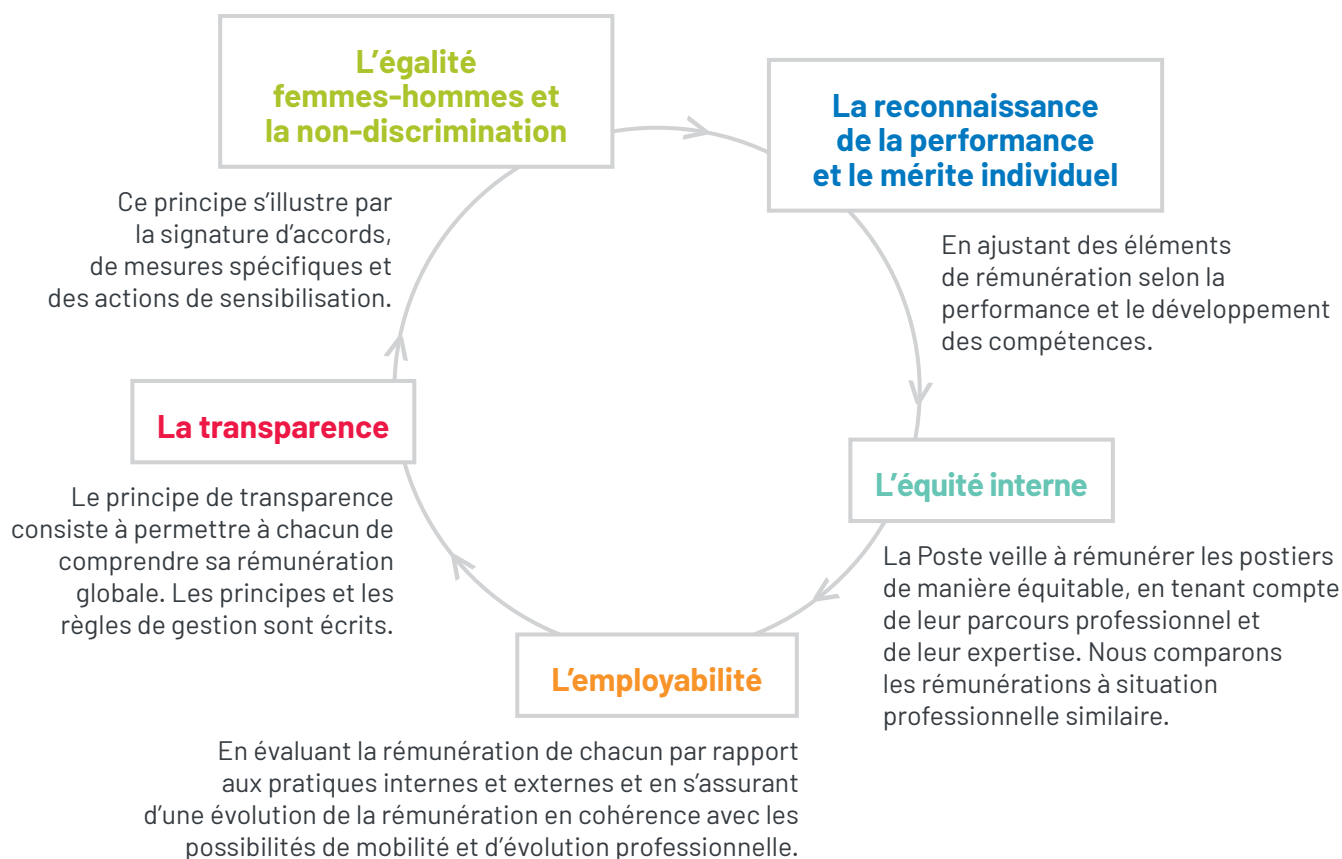 L’égalité
femmes-hommes et
la non-discrimination
Ce principe s’illustre par
la signature d’accords,
de mesures spécifiques et
des actions de sensibilisation.
La reconnaissance
de la performance
et le mérite individuel
En ajustant des éléments
de rémunération selon la
performance et le développement
des compétences.
L’équité interne
La Poste veille à rémunérer les postiers
de manière équitable, en tenant compte
de leur parcours professionnel et
de leur expertise. Nous comparons
les rémunérations à situation
professionnelle similaire.
L’employabilité
En évaluant la rémunération de chacun par rapport
aux pratiques internes et externes et en s’assurant
d’une évolution de la rémunération en cohérence avec les
possibilités de mobilité et d’évolution professionnelle.
La transparence
Le principe de transparence
consiste à permettre à chacun de
comprendre sa rémunération
globale. Les principes et les
règles de gestion sont écrits.